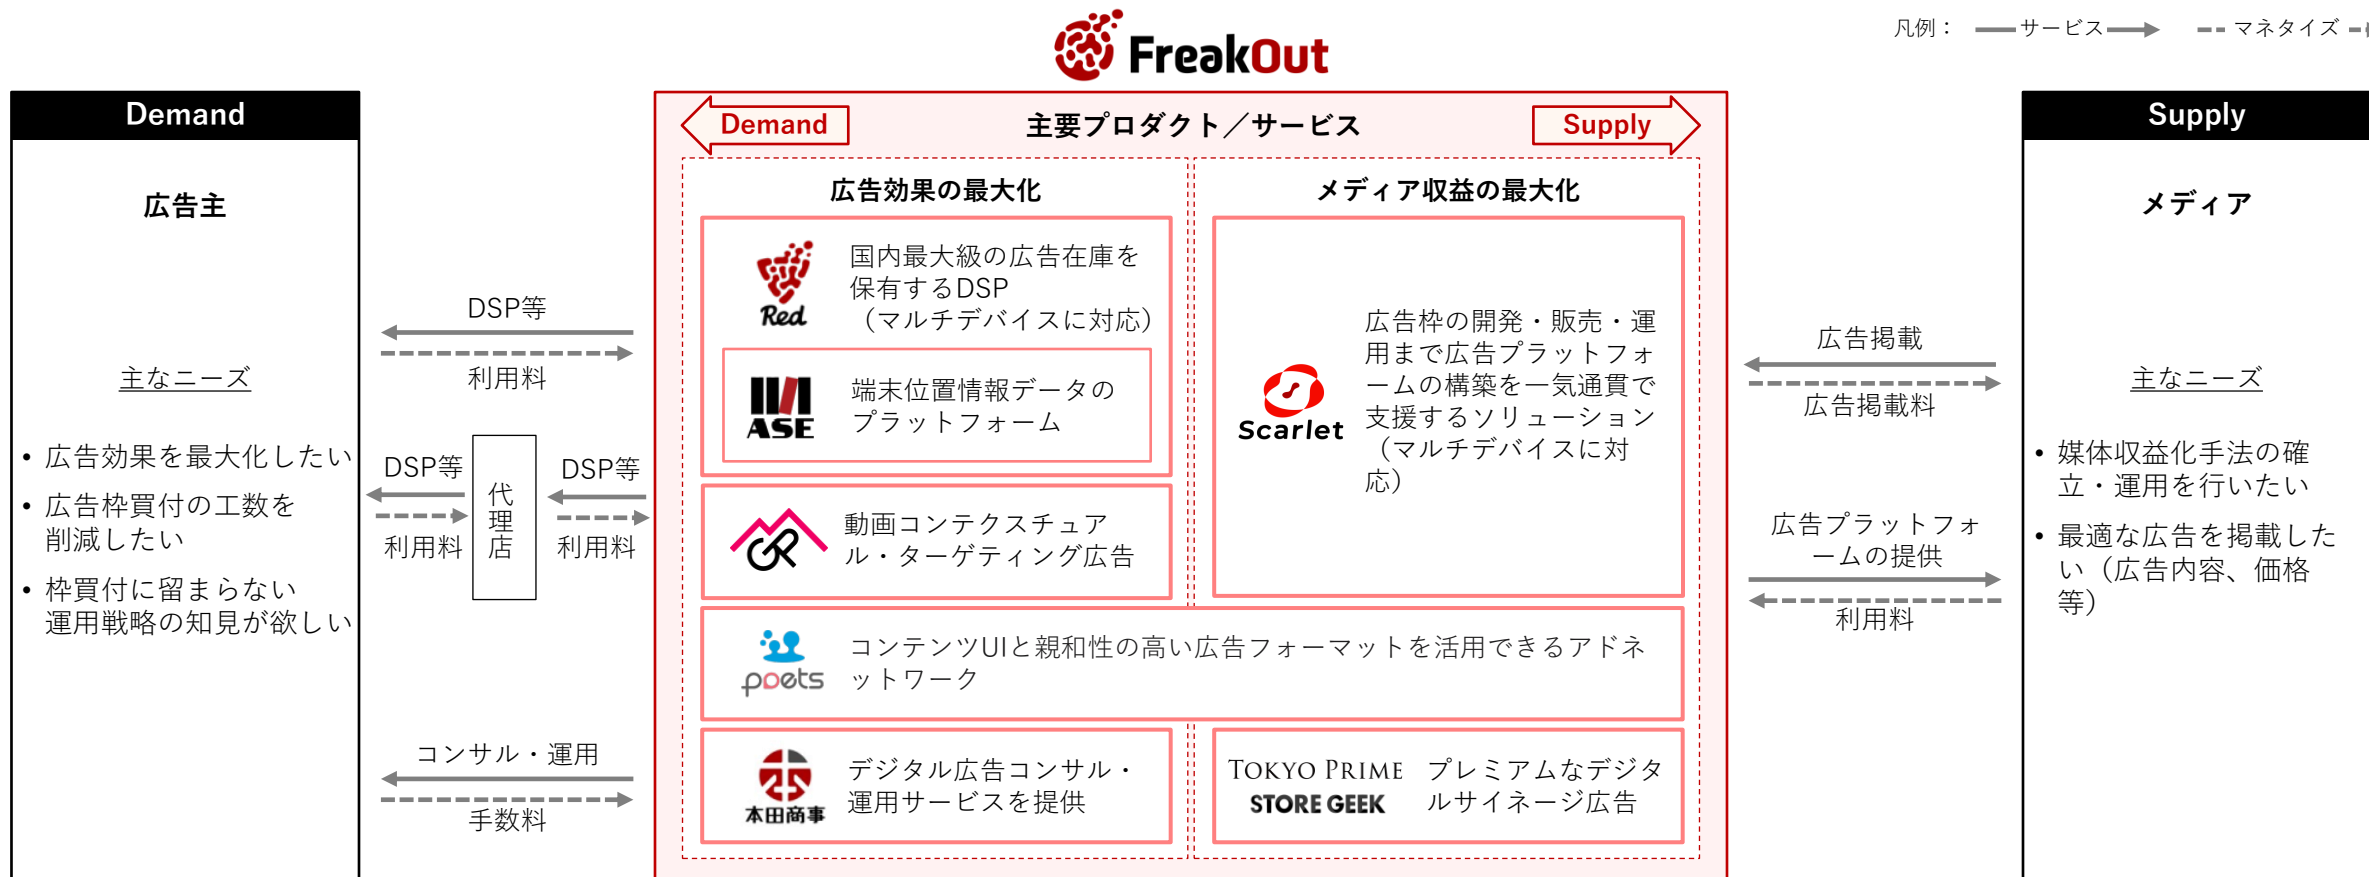 FreakOut
凡例：
サービス
マネタイズ
Demand
広告主
主なニーズ
• 広告効果を最大化したい
• 広告枠買付の工数を
削減したい
• 枠買付に留まらない
運用戦略の知見が欲しい
DSP等
利用料
DSP等
利用料
代理店
DSP等
利用料
コンサル・運用
手数料
Demand
主要プロダクト／サービス
Supply
広告効果の最大化
Red
国内最大級の広告在庫を
保有するDSP
（マルチデバイスに対応）
ASE
端末位置情報データの
プラットフォーム
動画コンテクスチュア
ル・ターゲティング広告
メディア収益の最大化
Scarlet
広告枠の開発・販売・運
用まで広告プラットフォ
ームの構築を一気通貫で
支援するソリューション
（マルチデバイスに対
応）
poets
コンテンツUIと親和性の高い広告フォーマットを活用できるアドネ
ットワーク
本田商事
デジタル広告コンサル・
運用サービスを提供
TOKYO PRIME
STORE GEEK
プレミアムなデジタ
ルサイネージ広告
広告掲載
広告掲載料
広告プラットフォ
ームの提供
利用料
Supply
メディア
主なニーズ
• 媒体収益化手法の確
立・運用を行いたい
• 最適な広告を掲載した
い（広告内容、価格
等）